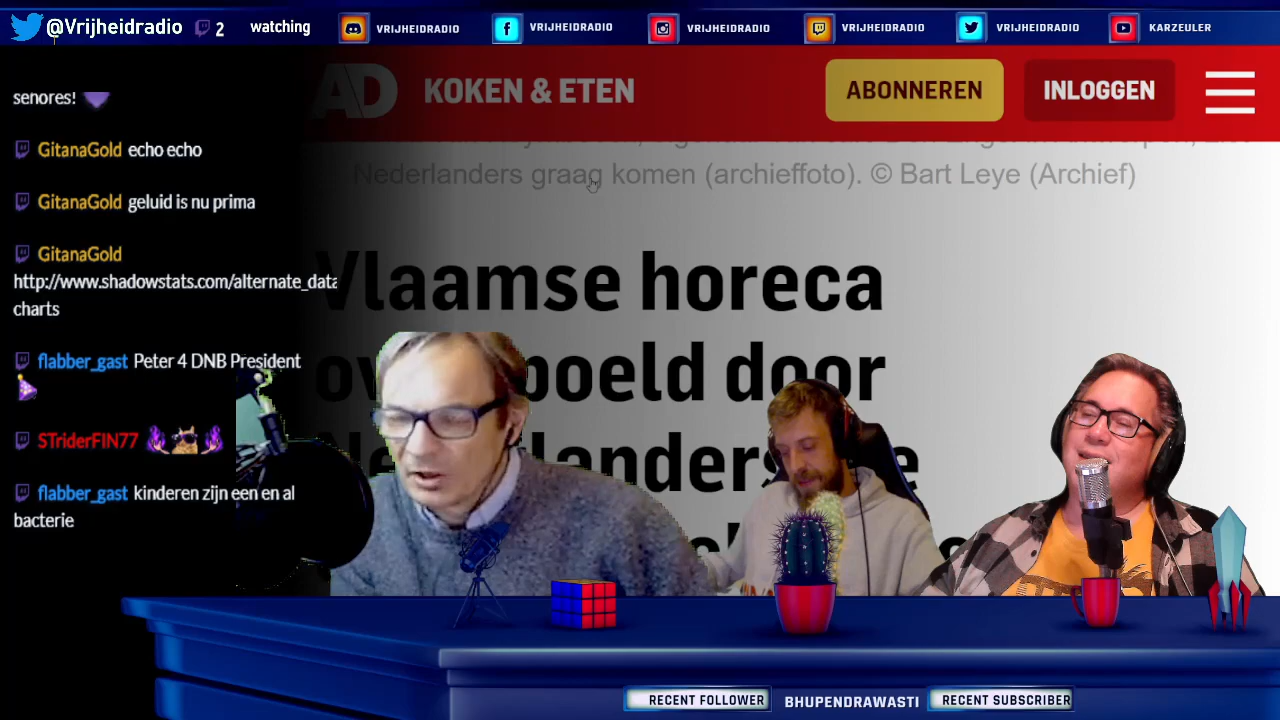 @Vrijheidradio 2 watching VRIJHEIDRADIO VRIJHEIDRADIO VRIJHEIDRADIO VRIJHEIDRADIO VRIJHEIDRADIO KARZEULER
AD KOKEN & ETEN ABONNEREN INLOGGEN
senores!
Nederlanders graag komen (archieffoto). © Bart Leye (Archief)
GitanaGold echo echo
GitanaGold geluid is nu prima
GitanaGold
http://www.shadowstats.com/alternate_data
charts
flabber_gast Peter 4 DNB President
STriderFIN77
flabber_gast kinderen zijn een en al
bacterie
Vlaamse horeca
door
RECENT FOLLOWER BHUPENDRAWASTI RECENT SUBSCRIBER